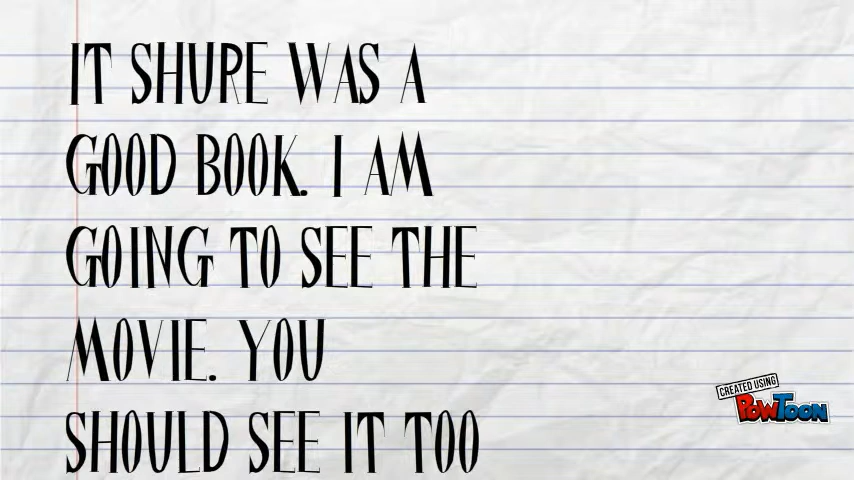 IT SHURE WAS A
GOOD BOOK. I AM
GOING TO SEE THE
MOVIE. YOU
SHOULD SEE IT TOO
CREATED USING
POWTOON